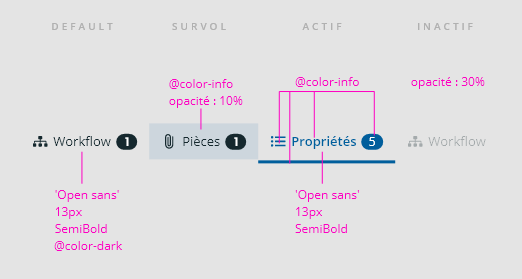 DEFAULT SURVOL ACTIF INACTIF
@color-info @color-info opacité : 30%
opacité : 10%
Workflow 1 Pièces 1 Propriétés 5 Workflow
'Open sans' 'Open sans'
13px 13px
SemiBold SemiBold
@color-dark